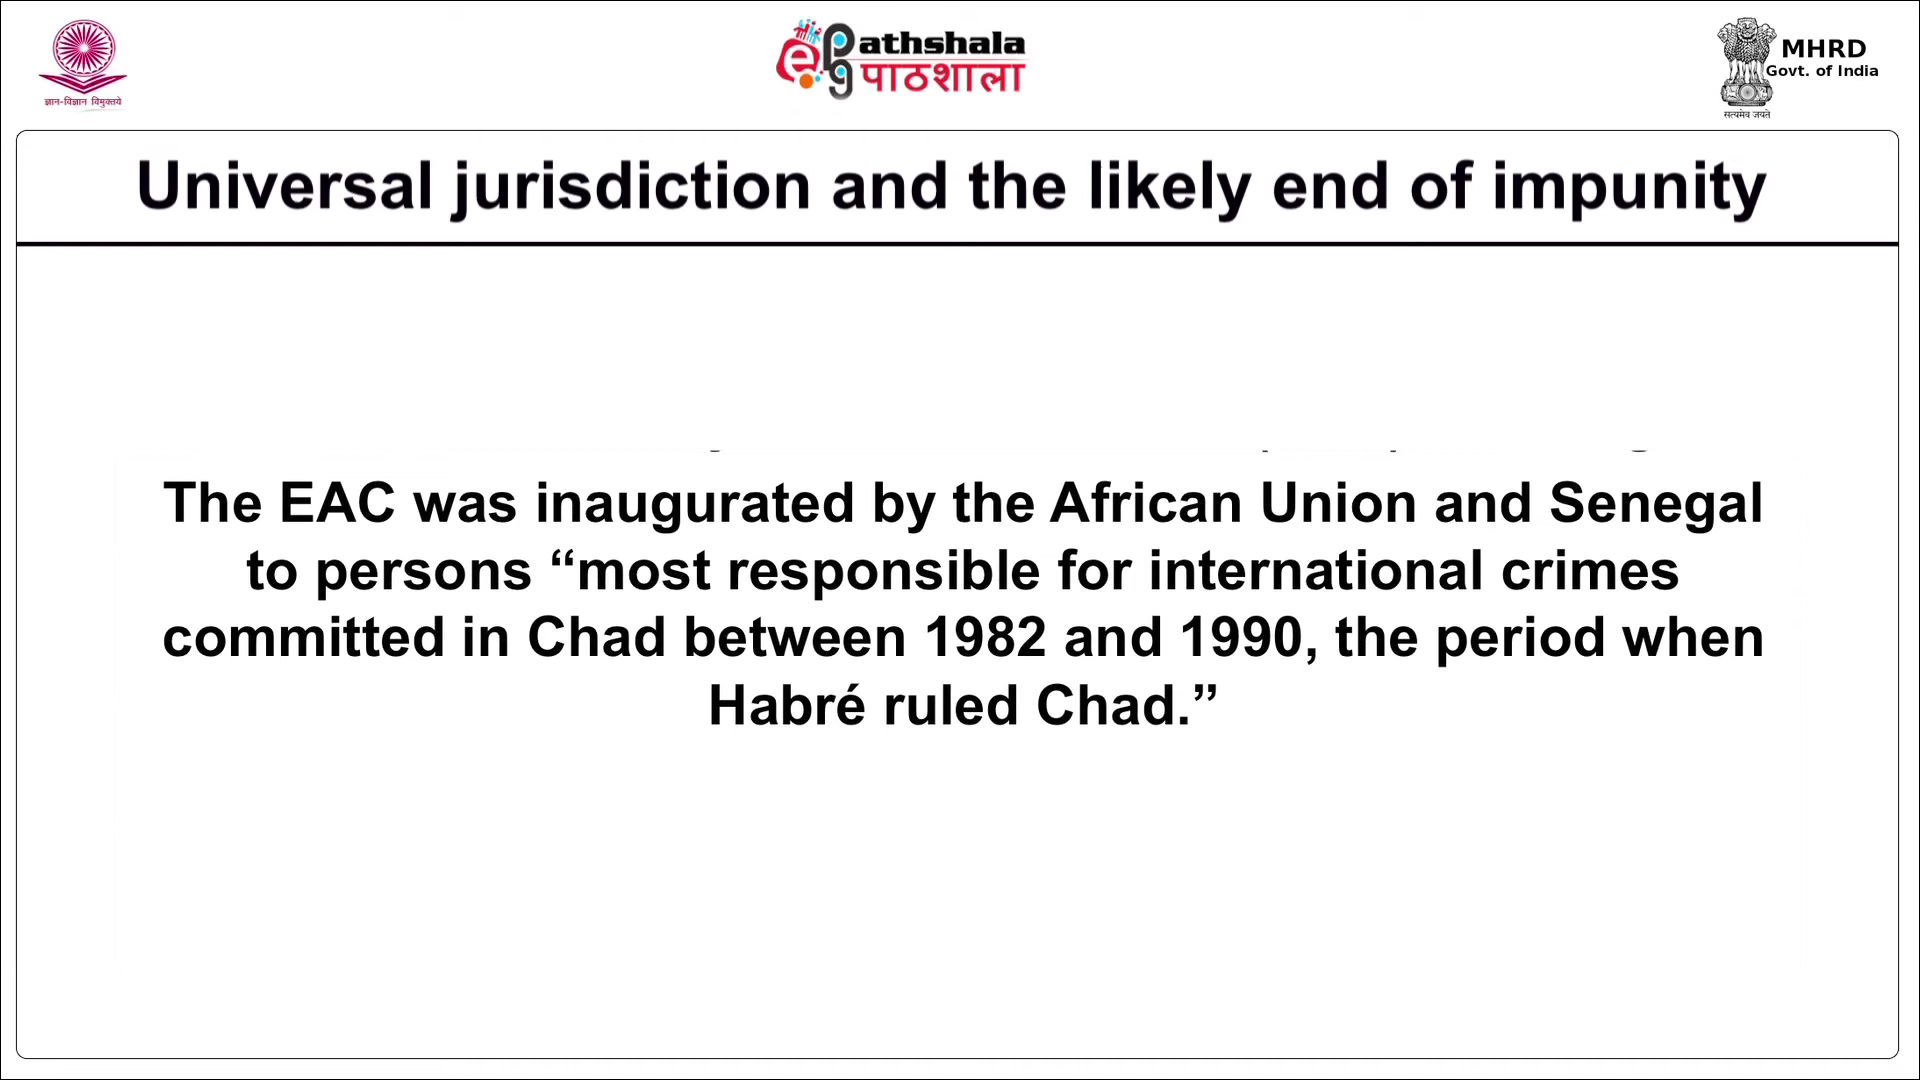 ज्ञान-विज्ञान विमुक्तये
e pg athshala
पाठशाला
MHRD
Govt. of India
सत्यमेव जयते
Universal jurisdiction and the likely end of impunity
The EAC was inaugurated by the African Union and Senegal
to persons “most responsible for international crimes
committed in Chad between 1982 and 1990, the period when
Habré ruled Chad.”